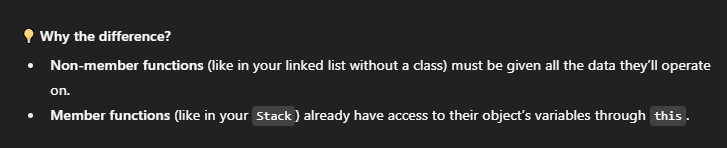 💡 Why the difference?
• Non-member functions (like in your linked list without a class) must be given all the data they’ll operate
on.
• Member functions (like in your Stack) already have access to their object’s variables through this.